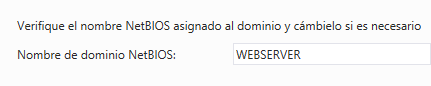 Verifique el nombre NetBIOS asignado al dominio y cámbielo si es necesario
Nombre de dominio NetBIOS: WEBSERVER